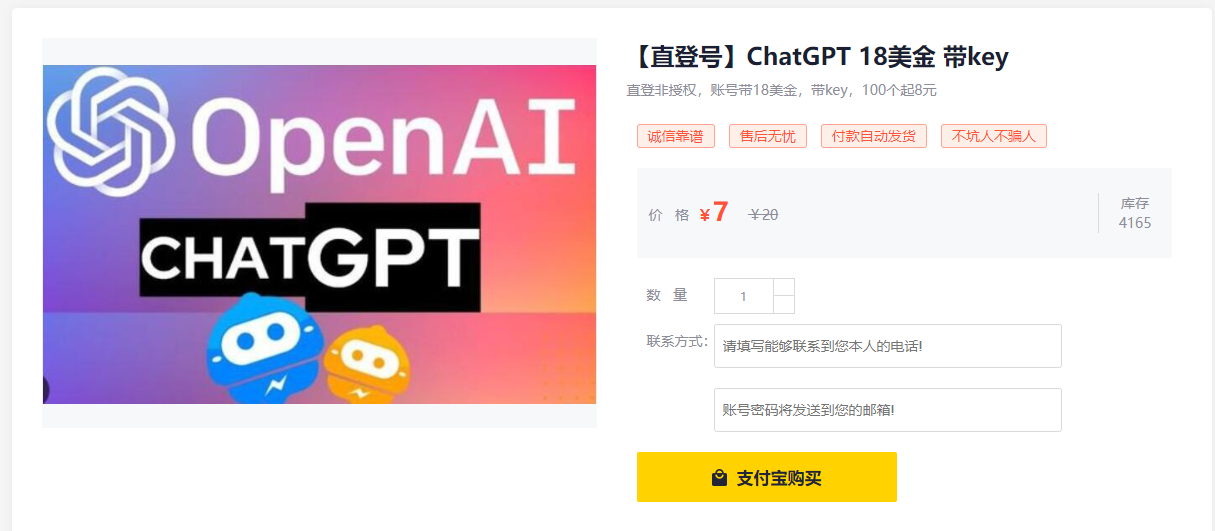 OpenAI
CHATGPT
【直登号】ChatGPT 18美金 带key
直登非授权，账号带18美金，带key，100个起8元
诚信靠谱 售后无忧 付款自动发货 不坑人不骗人
价 格 ¥7 ¥20
库存
4165
数 量 1
联系方式: 请填写能够联系到您本人的电话!
账号密码将发送到您的邮箱!
支付宝购买